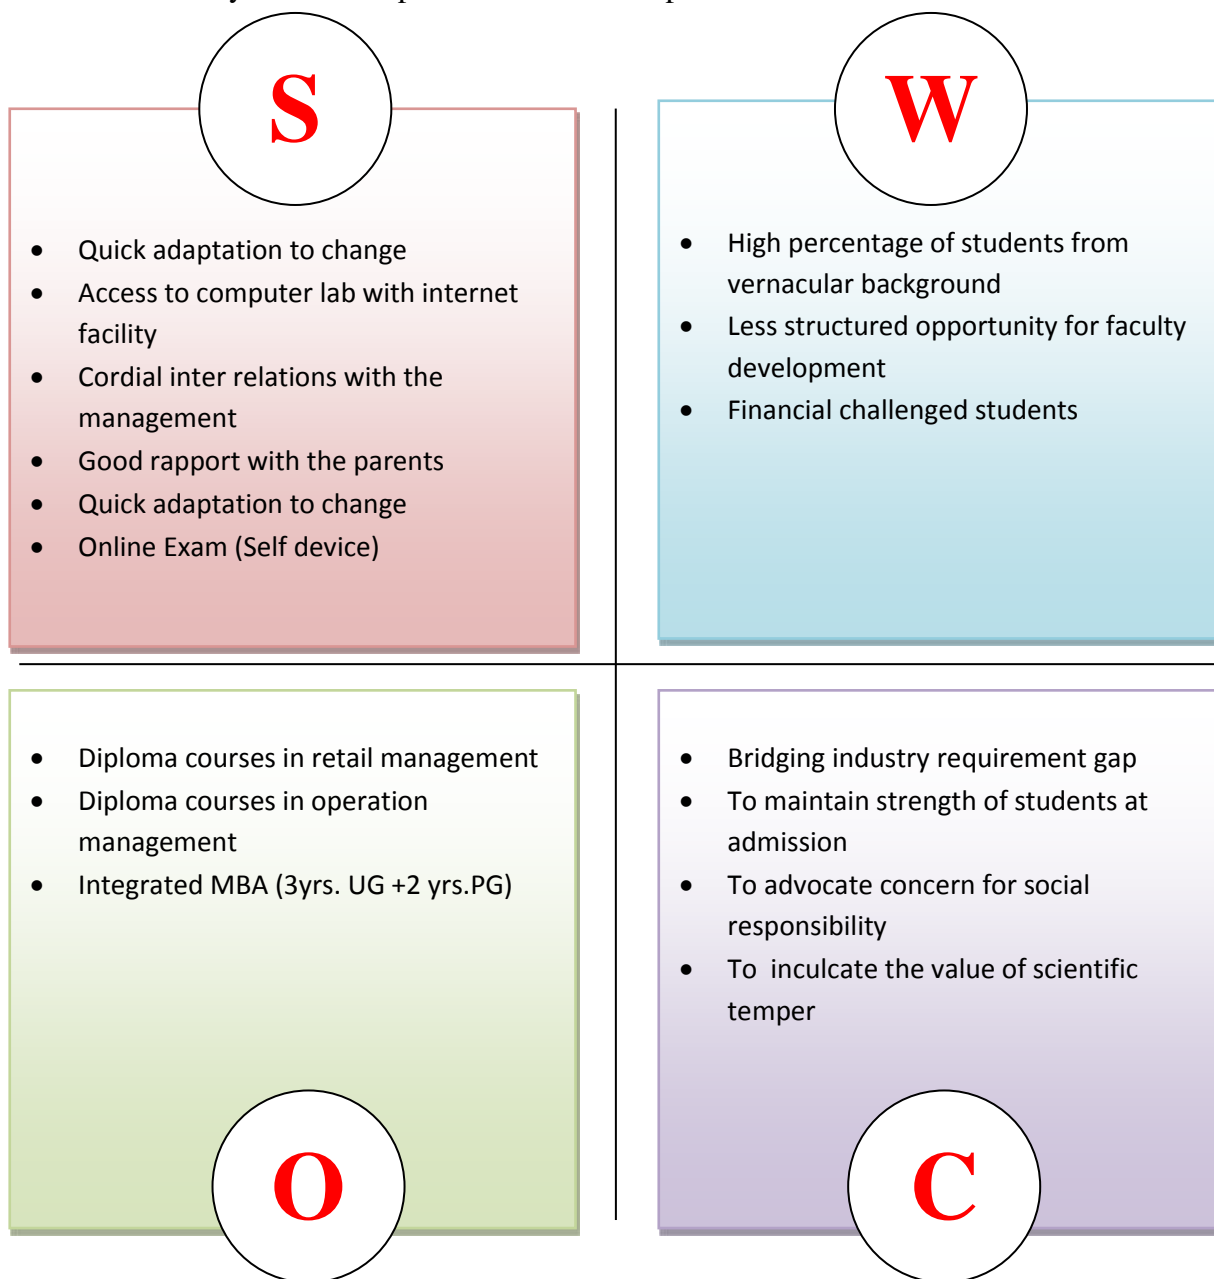 S
• Quick adaptation to change
• Access to computer lab with internet
facility
• Cordial inter relations with the
management
• Good rapport with the parents
• Quick adaptation to change
• Online Exam (Self device)
W
• High percentage of students from
vernacular background
• Less structured opportunity for faculty
development
• Financial challenged students
• Diploma courses in retail management
• Diploma courses in operation
management
• Integrated MBA (3yrs. UG +2 yrs.PG)
O
• Bridging industry requirement gap
• To maintain strength of students at
admission
• To advocate concern for social
responsibility
• To inculcate the value of scientific
temper
C